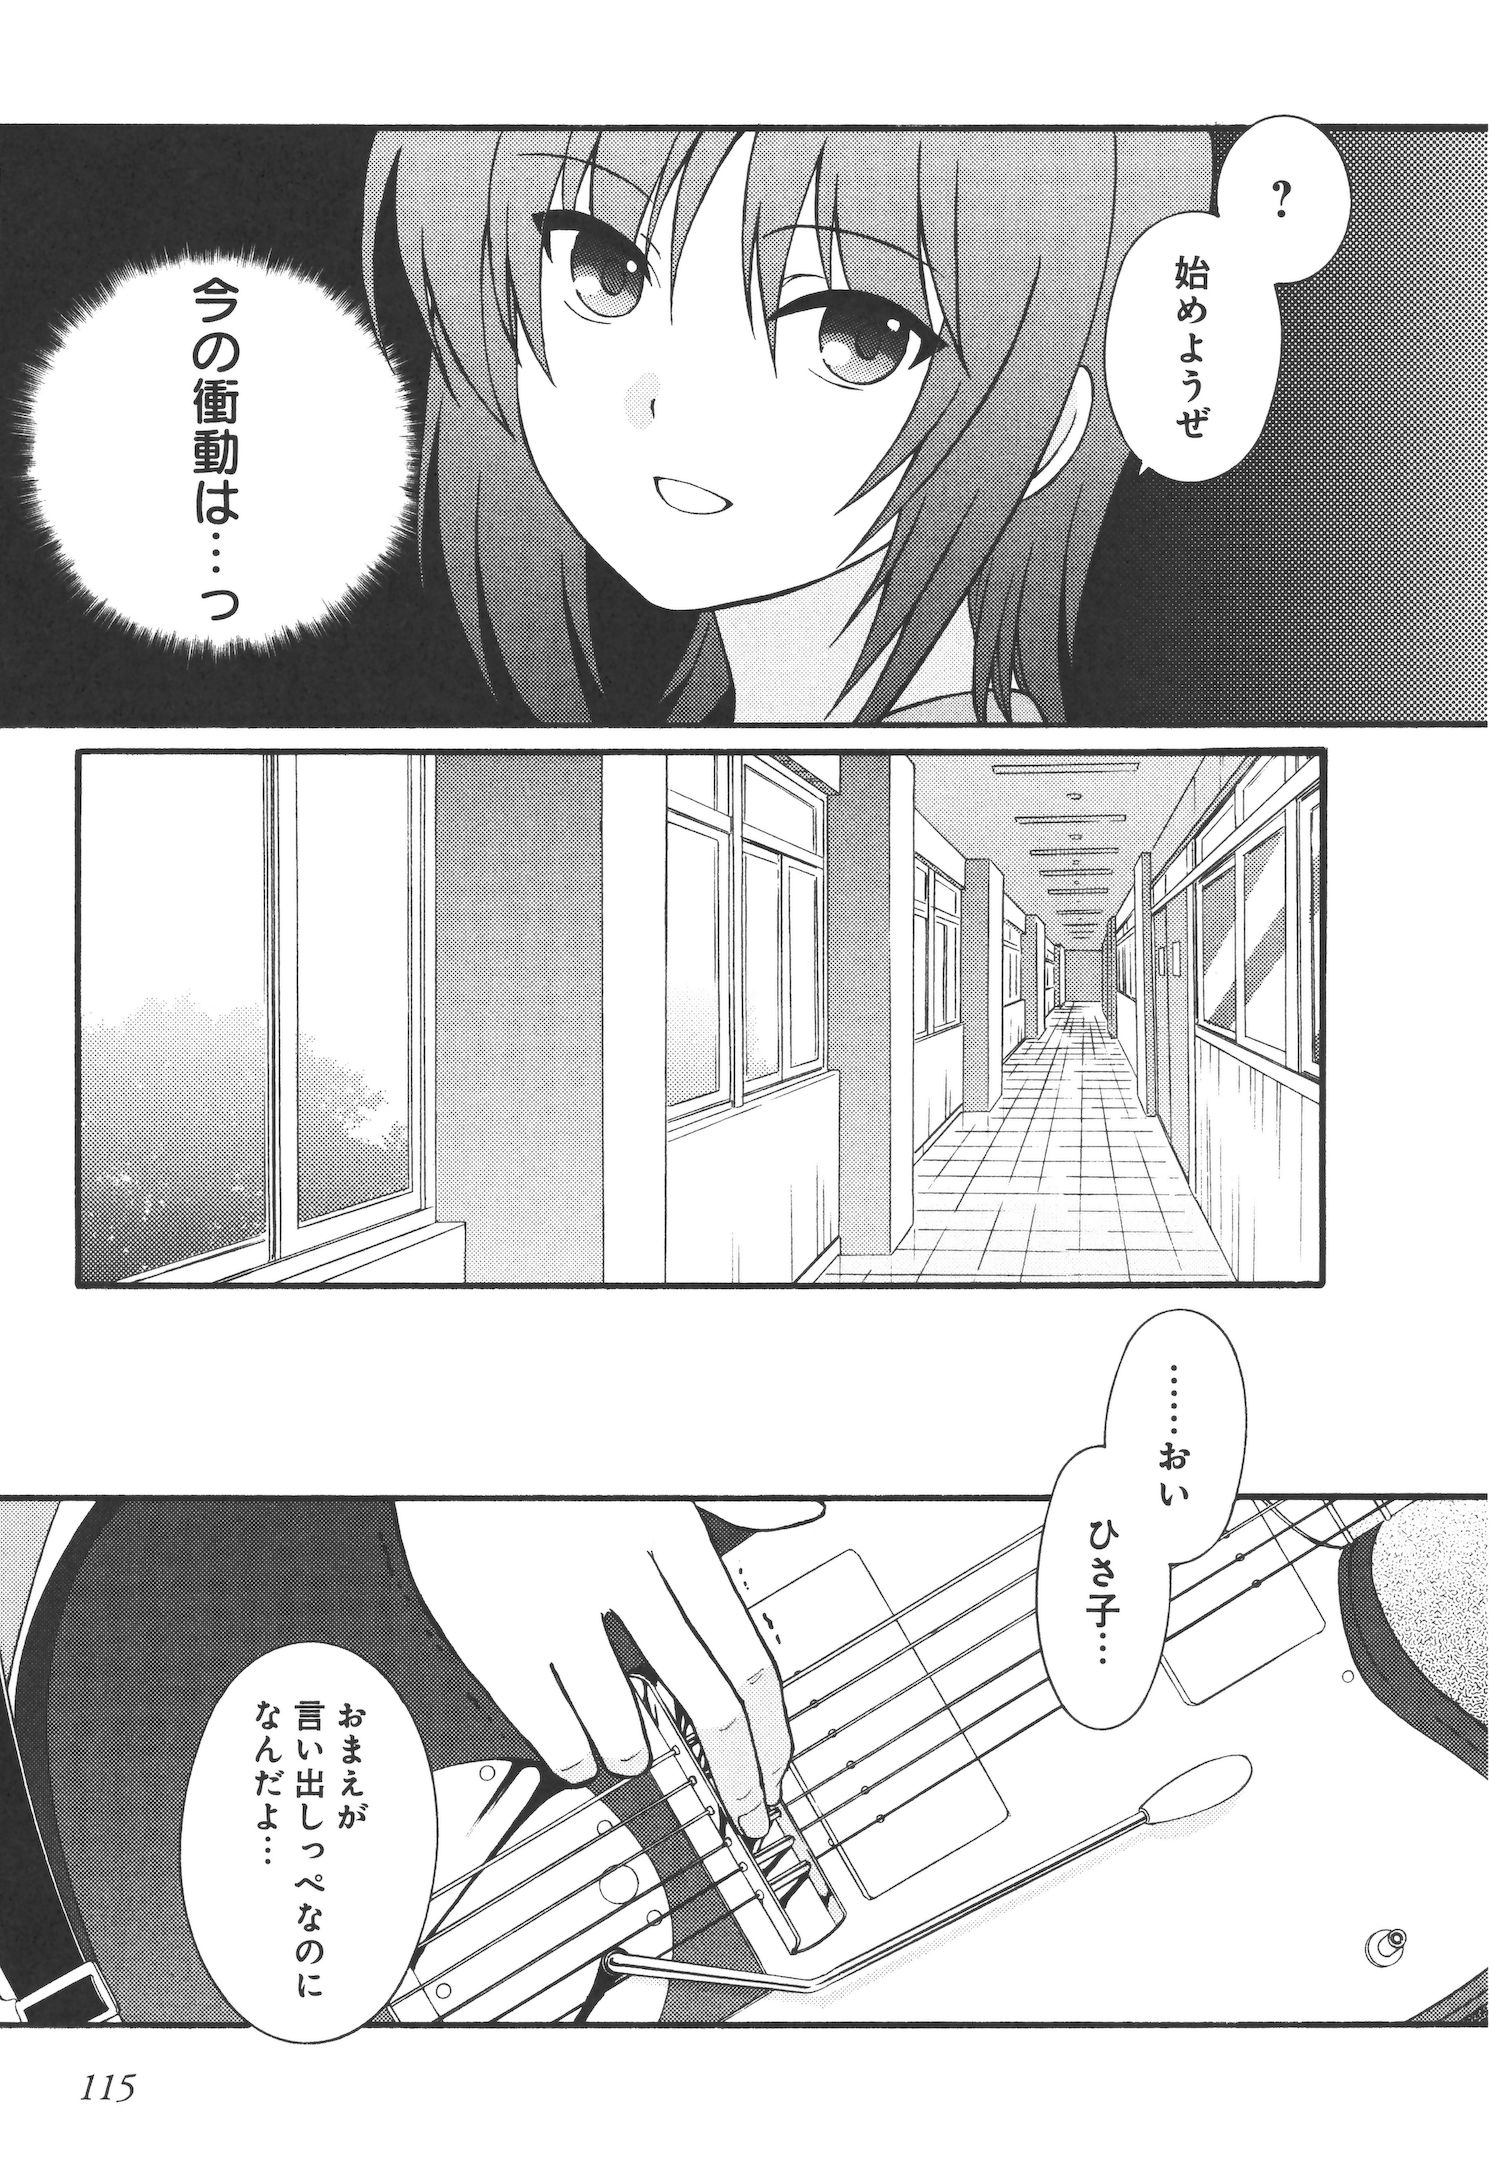 ?
始めようぜ
今の衝動は…っ
……おい
ひさ子…
おまえが
言い出しっぺなのに
なんだよ…
115